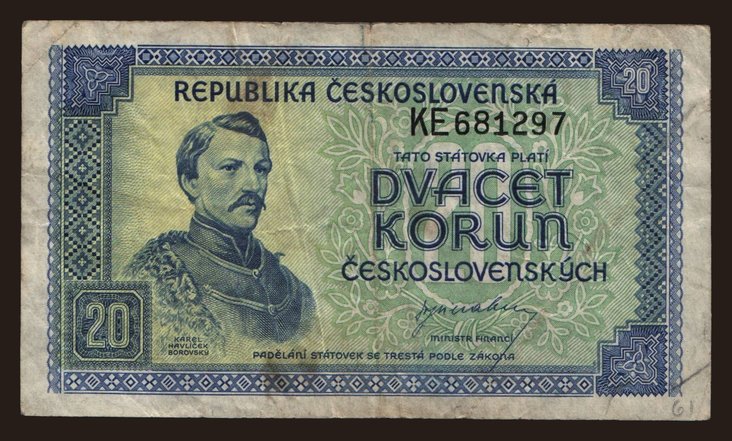 20
REPUBLIKA ČESKOSLOVENSKÁ
KE 681297
TATO STÁTOVKA PLATÍ
DVACET
KORUN
ČESKOSLOVENSKÝCH
MINISTR FINANCÍ
20
KAREL
HAVLÍČEK
BOROVSKÝ
PADĚLÁNÍ STÁTOVEK SE TRESTÁ PODLE ZÁKONA
20
61